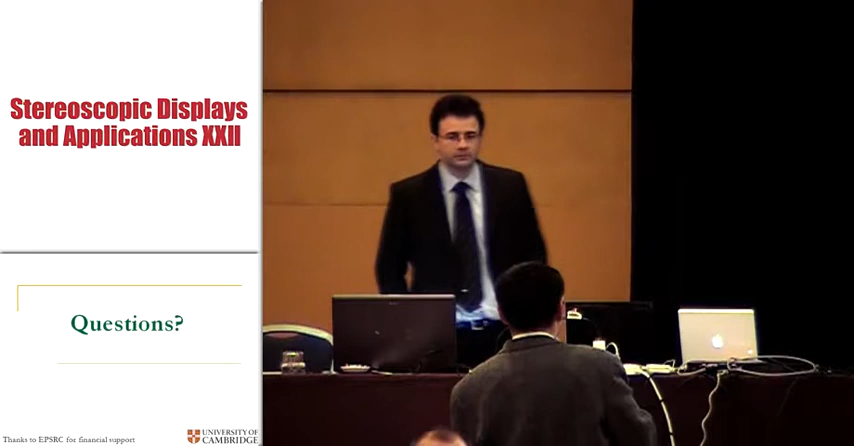 Stereoscopic Displays
and Applications XXII
Questions?
Thanks to EPSRC for financial support
UNIVERSITY OF
CAMBRIDGE